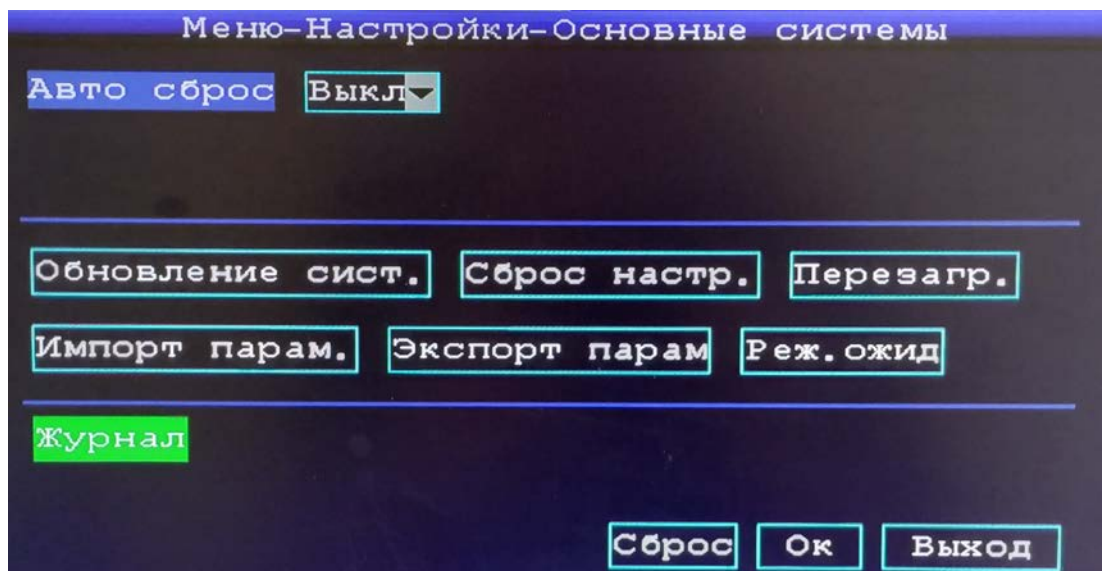 Меню-Настройки-Основные системы
Авто сброс Выкл
Обновление сист. Сброс настр. Перезагр.
Импорт парам. Экспорт парам Реж.ожид
Журнал
Сброс Ок Выход